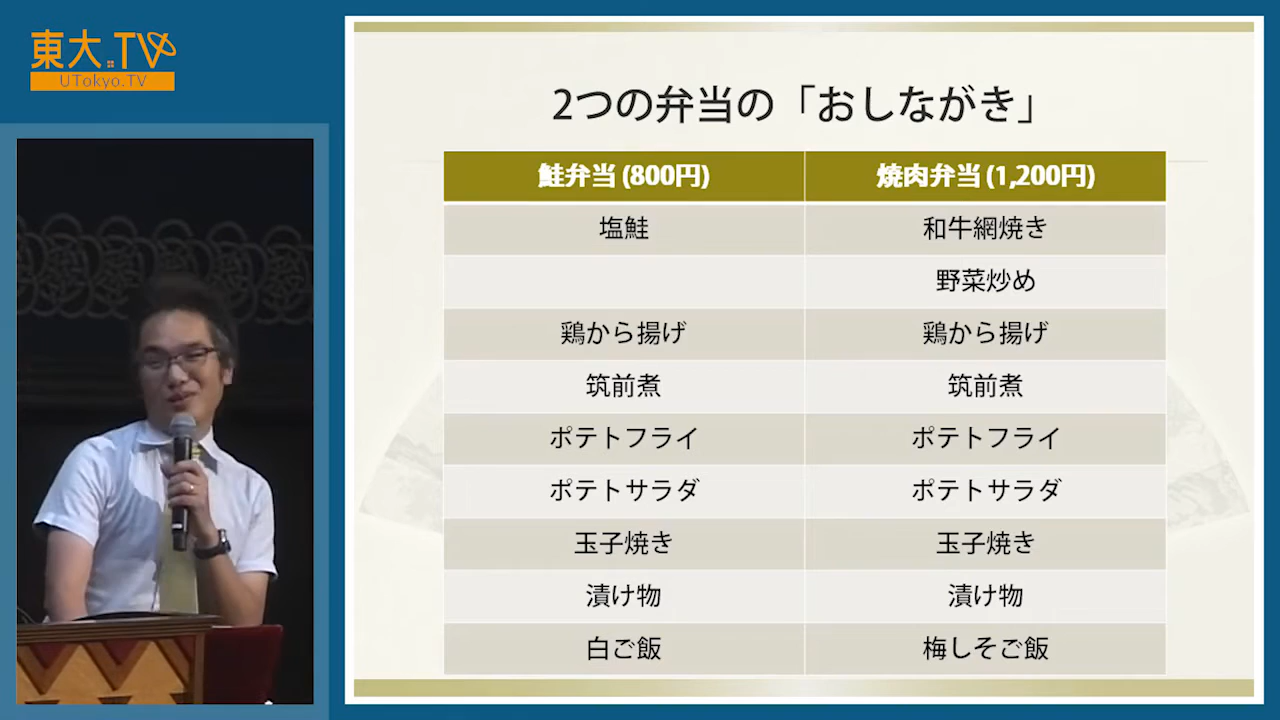 東大.TV
UTokyo.TV
2つの弁当の「おしながき」
鮭弁当 (800円) 焼肉弁当 (1,200円)
塩鮭 和牛網焼き
野菜炒め
鶏から揚げ 鶏から揚げ
筑前煮 筑前煮
ポテトフライ ポテトフライ
ポテトサラダ ポテトサラダ
玉子焼き 玉子焼き
漬け物 漬け物
白ご飯 梅しそご飯